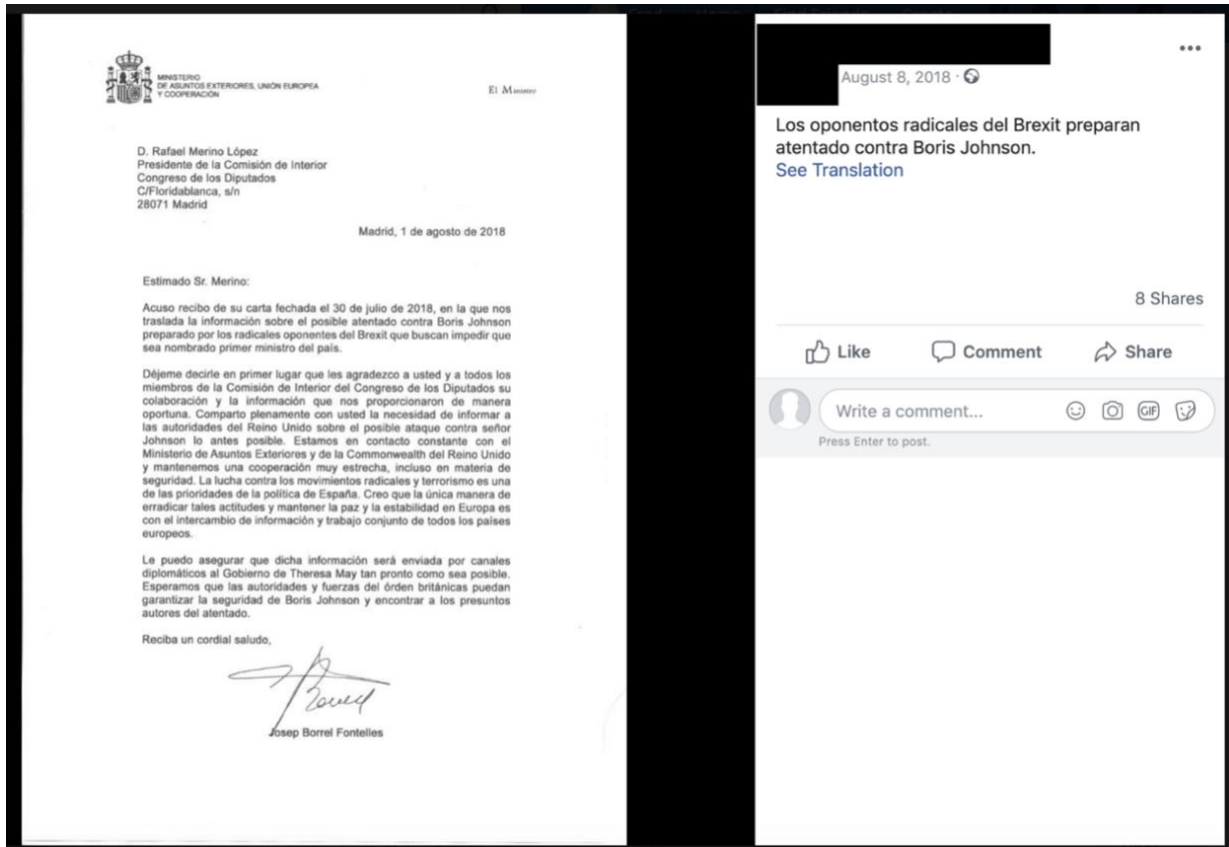 MINISTERIO
DE ASUNTOS EXTERIORES, UNIÓN EUROPEA
Y COOPERACIÓN
El Ministro
D. Rafael Merino López
Presidente de la Comisión de Interior
Congreso de los Diputados
C/Floridablanca, s/n
28071 Madrid
Madrid, 1 de agosto de 2018
Estimado Sr. Merino:
Acuso recibo de su carta fechada el 30 de julio de 2018, en la que nos
traslada la información sobre el posible atentado contra Boris Johnson
preparado por los radicales oponentes del Brexit que buscan impedir que
sea nombrado primer ministro del país.
Déjeme decirle en primer lugar que les agradezco a usted y a todos los
miembros de la Comisión de Interior del Congreso de los Diputados su
colaboración y la información que nos proporcionaron de manera
oportuna. Comparto plenamente con usted la necesidad de informar a
las autoridades del Reino Unido sobre el posible ataque contra señor
Johnson lo antes posible. Estamos en contacto constante con el
Ministerio de Asuntos Exteriores y de la Commonwealth del Reino Unido
y mantenemos una cooperación muy estrecha, incluso en materia de
seguridad. La lucha contra los movimientos radicales y terrorismo es una
de las prioridades de la política de España. Creo que la única manera de
erradicar tales actitudes y mantener la paz y la estabilidad en Europa es
con el intercambio de información y trabajo conjunto de todos los países
europeos.
Le puedo asegurar que dicha información será enviada por canales
diplomáticos al Gobierno de Theresa May tan pronto como sea posible.
Esperamos que las autoridades y fuerzas del órden británicas puedan
garantizar la seguridad de Boris Johnson y encontrar a los presuntos
autores del atentado.
Reciba un cordial saludo,
Josep Borrel Fontelles
August 8, 2018 ·
Los oponentos radicales del Brexit preparan
atentado contra Boris Johnson.
See Translation
8 Shares
Like Comment Share
Write a comment... GIF
Press Enter to post.